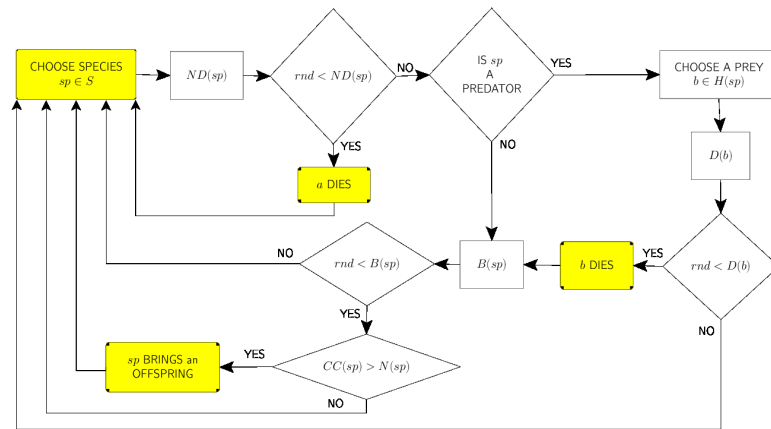 CHOOSE SPECIES
sp ∈ S
ND(sp)
rnd < ND(sp)
NO
IS sp
A
PREDATOR
YES
CHOOSE A PREY
b ∈ H(sp)
YES
NO
D(b)
a DIES
rnd < B(sp)
NO
B(sp)
b DIES
YES
rnd < D(b)
YES
NO
sp BRINGS an
OFFSPRING
YES
CC(sp) > N(sp)
NO